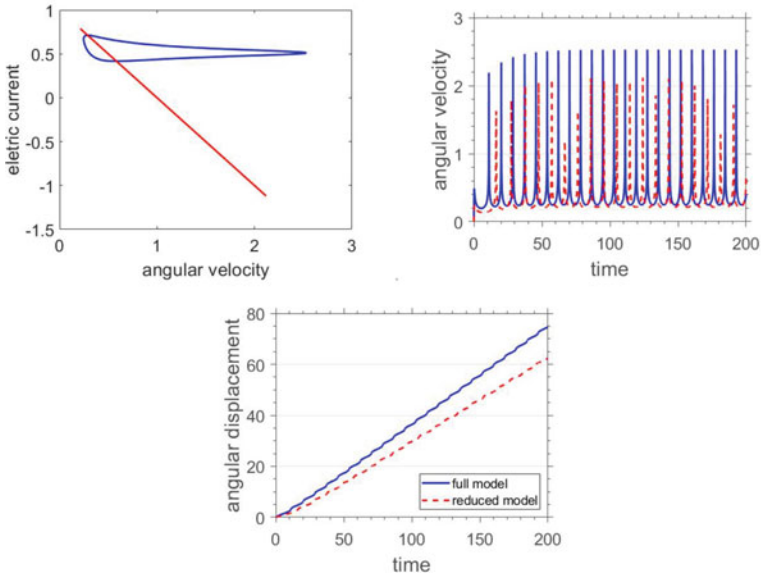 eletric current
1
0.5
0
-0.5
-1
-1.5
0 1 2 3
angular velocity
angular velocity
3
2
1
0
0 50 100 150 200
time
angular displacement
80
60
40
20
0
0 50 100 150 200
time
full model
reduced model